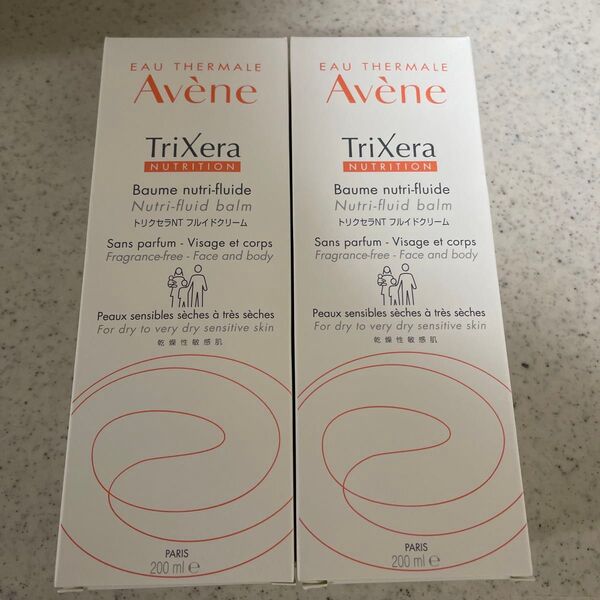 EAU THERMALE
Avène
TriXera
NUTRITION
Baume nutri-fluide
Nutri-fluid balm
トリクセラNT フルイドクリーム
Sans parfum - Visage et corps
Fragrance-free - Face and body
Peaux sensibles sèches à très sèches
For dry to very dry sensitive skin
乾燥性敏感肌
PARIS
200 ml ℮
EAU THERMALE
Avène
TriXera
NUTRITION
Baume nutri-fluide
Nutri-fluid balm
トリクセラNT フルイドクリーム
Sans parfum - Visage et corps
Fragrance-free - Face and body
Peaux sensibles sèches à très sèches
For dry to very dry sensitive skin
乾燥性敏感肌
PARIS
200 ml ℮